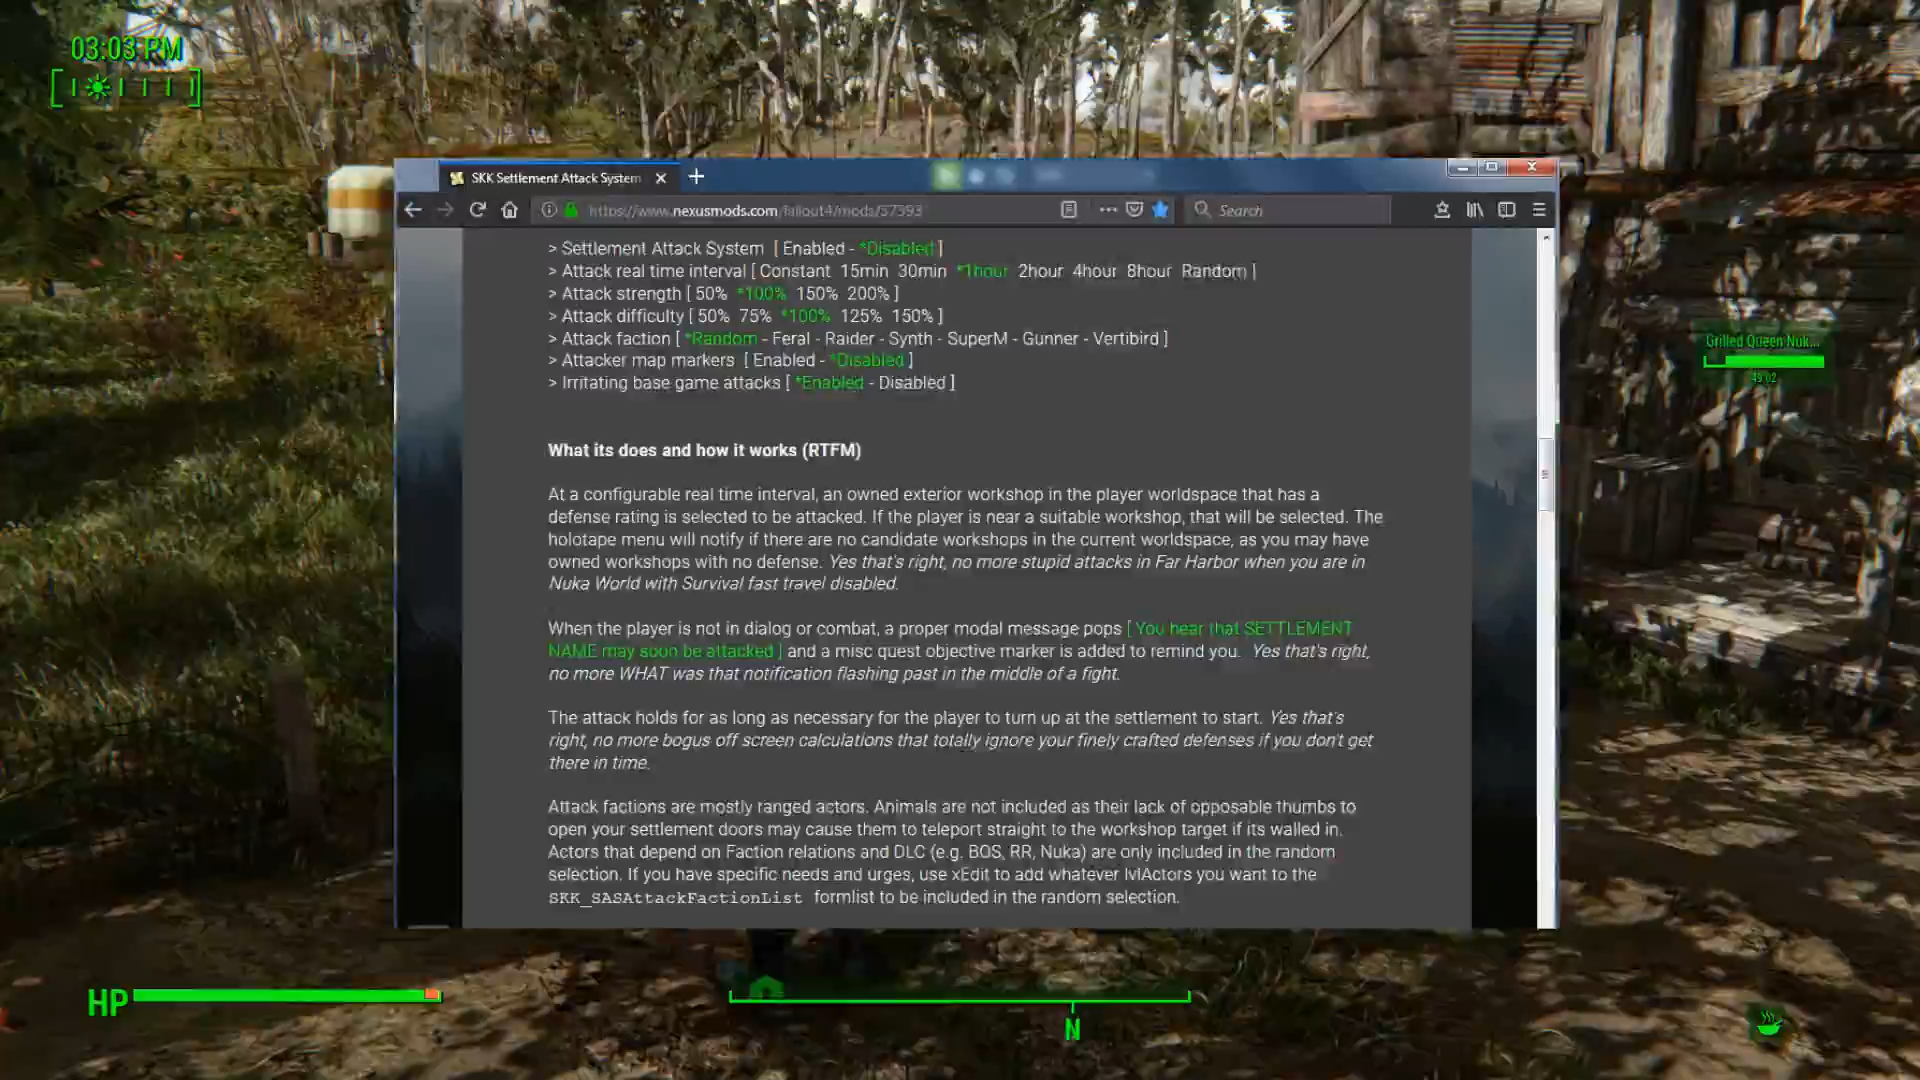 03:03 PM
SKK Settlement Attack System
https://www.nexusmods.com/fallout4/mods/57393
Search
> Settlement Attack System [ Enabled - *Disabled ]
> Attack real time interval [ Constant 15min 30min *1hour 2hour 4hour 8hour Random ]
> Attack strength [ 50% *100% 150% 200% ]
> Attack difficulty [ 50% 75% *100% 125% 150% ]
> Attack faction [ *Random - Feral - Raider - Synth - SuperM - Gunner - Vertibird ]
> Attacker map markers [ Enabled - *Disabled ]
> Irritating base game attacks [ *Enabled - Disabled ]
Grilled Queen Nuk...
What its does and how it works (RTFM)
At a configurable real time interval, an owned exterior workshop in the player worldspace that has a
defense rating is selected to be attacked. If the player is near a suitable workshop, that will be selected. The
holotape menu will notify if there are no candidate workshops in the current worldspace, as you may have
owned workshops with no defense. Yes that's right, no more stupid attacks in Far Harbor when you are in
Nuka World with Survival fast travel disabled.
When the player is not in dialog or combat, a proper modal message pops [ You hear that SETTLEMENT
NAME may soon be attacked ] and a misc quest objective marker is added to remind you. Yes that's right,
no more WHAT was that notification flashing past in the middle of a fight.
The attack holds for as long as necessary for the player to turn up at the settlement to start. Yes that's
right, no more bogus off screen calculations that totally ignore your finely crafted defenses if you don't get
there in time.
Attack factions are mostly ranged actors. Animals are not included as their lack of opposable thumbs to
open your settlement doors may cause them to teleport straight to the workshop target if its walled in.
Actors that depend on Faction relations and DLC (e.g. BOS, RR, Nuka) are only included in the random
selection. If you have specific needs and urges, use xEdit to add whatever lvlActors you want to the
SKK_SASAttackFactionList formlist to be included in the random selection.
HP
N